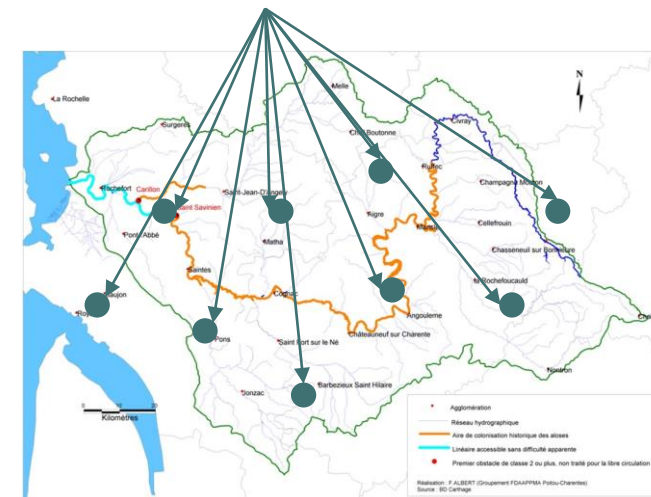 N
La Rochelle
Melle
Surgeres
Chef Boutonne
Civray
Ruffec
Champagne Mouton
Rochefort
Carillon
Saint-Jean-D'Angely
Saint Savinien
Aigre
Mansle
Cellefrouin
Pont l'Abbé
Matha
Chasseneuil sur Bonnieure
Saintes
La Rochefoucauld
Saujon
Cognac
Angouleme
Pons
Saint Fort sur le Né
Châteauneuf sur Charente
Nontron
Jonzac
Barbezieux Saint Hilaire
0 10 20
Kilomètres
Agglomération
Réseau hydrographique
Aire de colonisation historique des aloses
Linéaire accessible sans difficulté apparente
Premier obstacle de classe 2 ou plus, non traité pour la libre circulation
Réalisation : F.ALBERT (Groupement FDAAPPMA Poitou-Charentes)
Source : BD Carthage